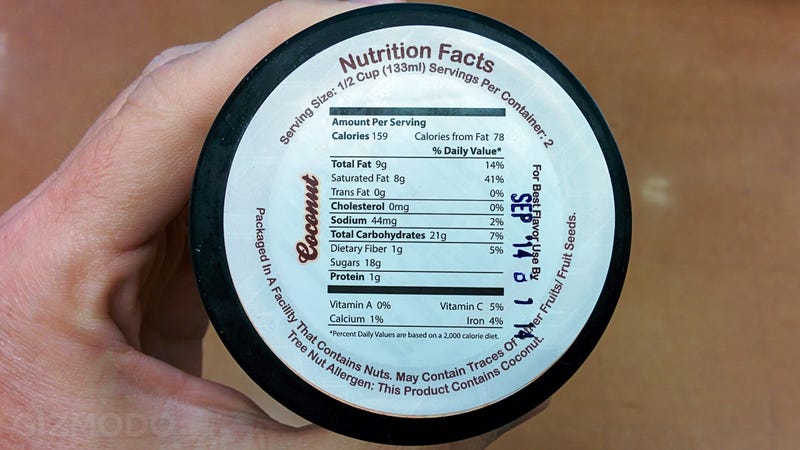 Nutrition Facts
Serving Size: 1/2 Cup (133ml) Servings Per Container: 2
Amount Per Serving
Calories 159 Calories from Fat 78
% Daily Value*
Total Fat 9g 14%
Saturated Fat 8g 41%
Trans Fat 0g 0%
Cholesterol 0mg 0%
Sodium 44mg 2%
Total Carbohydrates 21g 7%
Dietary Fiber 1g 5%
Sugars 18g
Protein 1g
Vitamin A 0% Vitamin C 5%
Calcium 1% Iron 4%
*Percent Daily Values are based on a 2,000 calorie diet.
Coconut
For Best Flavor Use By
SEP '14
Packaged In A Facility That Contains Nuts. May Contain Traces Of Other Fruits/ Fruit Seeds.
Tree Nut Allergen: This Product Contains Coconut.
GIZMODO